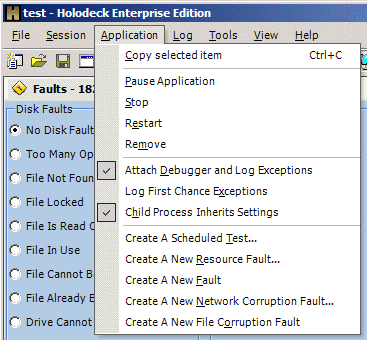 test - Holodeck Enterprise Edition
File Session Application Log Tools View Help
Copy selected item Ctrl+C
Faults - 182
Pause Application
Disk Faults
Stop
No Disk Fault
Restart
Too Many Op
Remove
File Not Foun
Attach Debugger and Log Exceptions
File Locked
Log First Chance Exceptions
File Is Read
Child Process Inherits Settings
File In Use
Create A Scheduled Test...
File Cannot B
Create A New Resource Fault...
File Already E
Create A New Fault
Create A New Network Corruption Fault...
Drive Cannot
Create A New File Corruption Fault